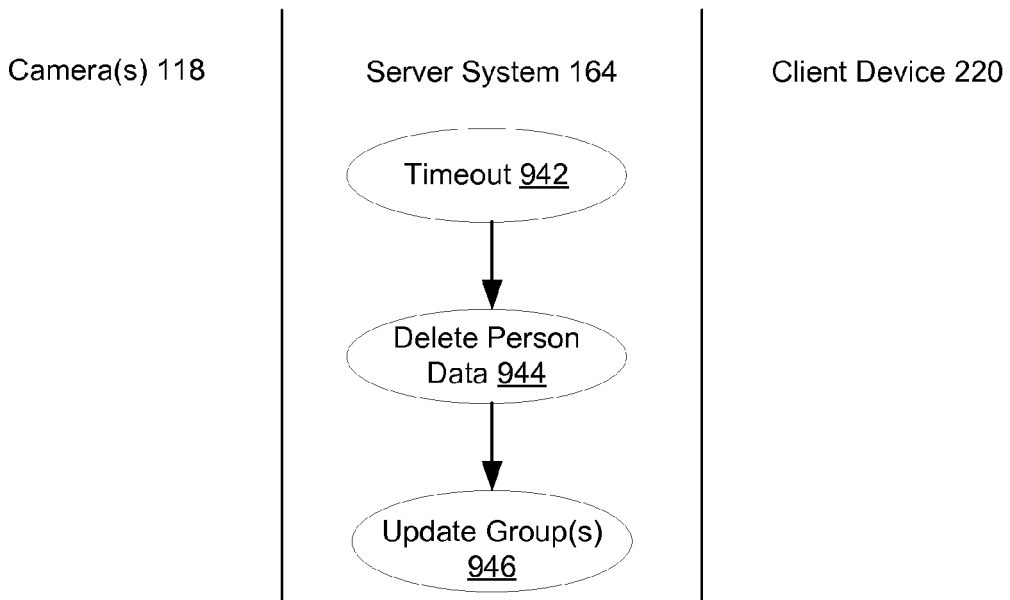 Camera(s) 118
Server System 164
Client Device 220
Timeout 942
Delete Person
Data 944
Update Group(s)
946